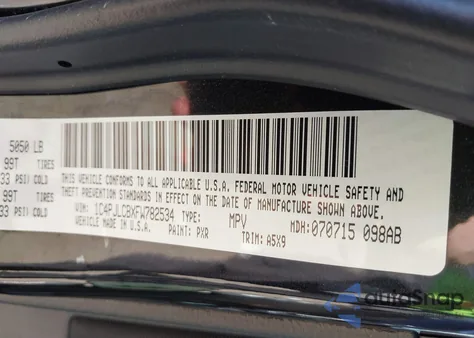 5050 LB
99T TIRES
33 PSI/COLD
99T TIRES
33 PSI/COLD
THIS VEHICLE CONFORMS TO ALL APPLICABLE U.S.A. FEDERAL MOTOR VEHICLE SAFETY AND
THEFT PREVENTION STANDARDS IN EFFECT ON THE DATE OF MANUFACTURE SHOWN ABOVE.
VIN: 1C4PJLCBXFW782534 TYPE: MPV MDH: 070715 098AB
MADE IN U.S.A. PAINT: PXR TRIM: A5X9
autoSnap